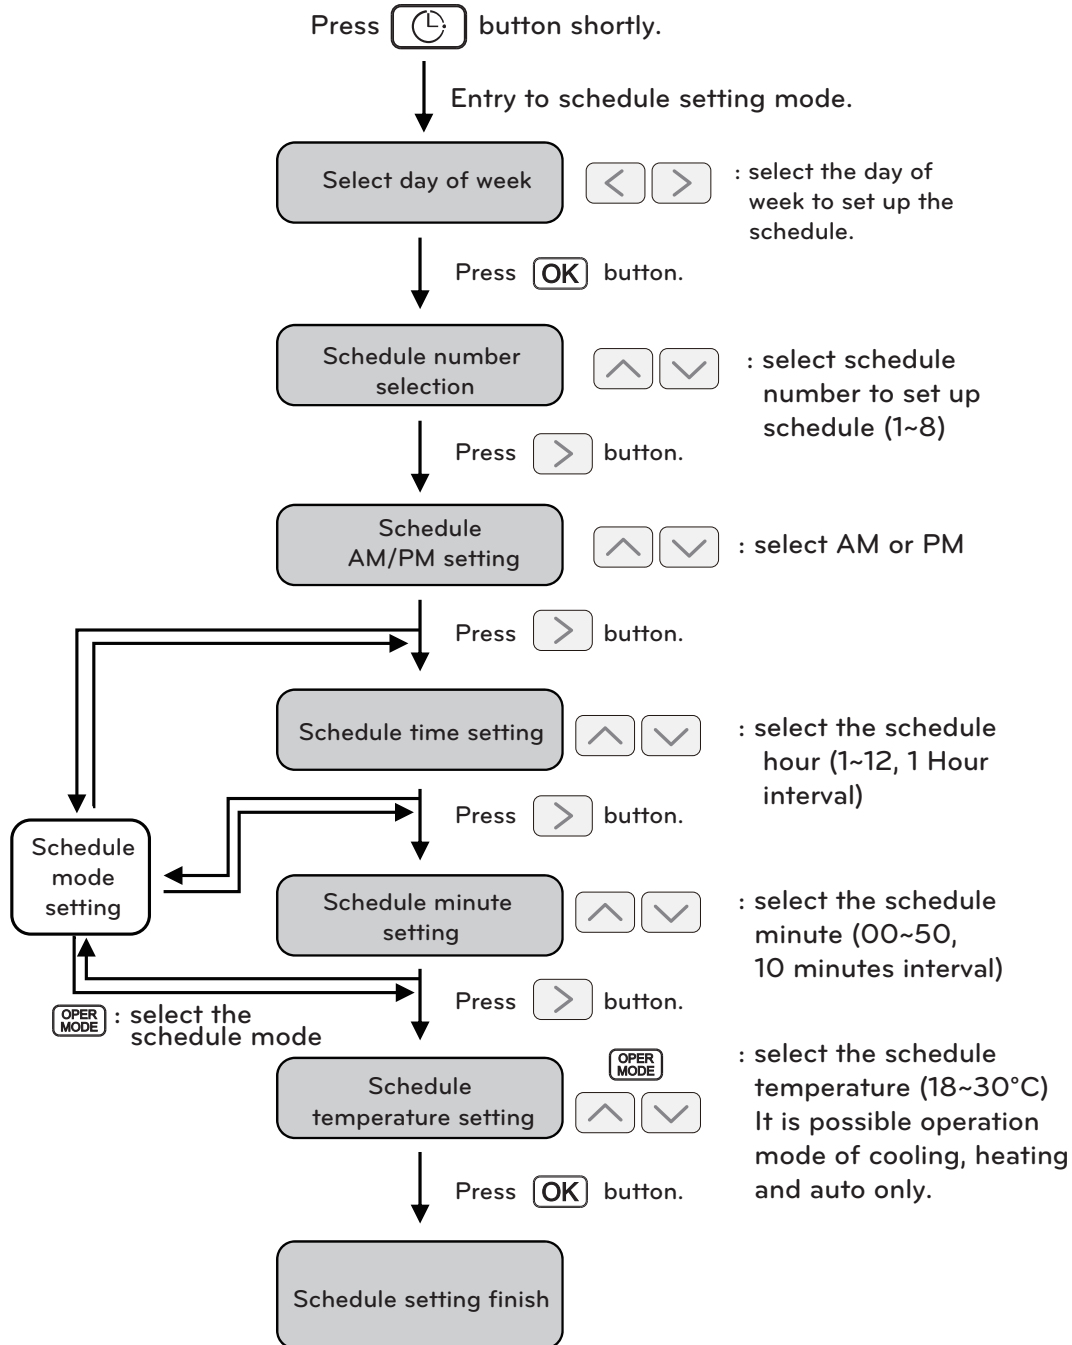 Press button shortly.
Entry to schedule setting mode.
Select day of week
: select the day of
week to set up the
schedule.
Press OK button.
Schedule number
selection
: select schedule
number to set up
schedule (1~8)
Press > button.
Schedule
AM/PM setting
: select AM or PM
Press > button.
Schedule time setting
: select the schedule
hour (1~12, 1 Hour
interval)
Press > button.
Schedule
mode
setting
Schedule minute
setting
: select the schedule
minute (00~50,
10 minutes interval)
Press > button.
OPER
MODE
: select the
schedule mode
Schedule
temperature setting
OPER
MODE
: select the schedule
temperature (18~30°C)
It is possible operation
mode of cooling, heating
and auto only.
Press OK button.
Schedule setting finish